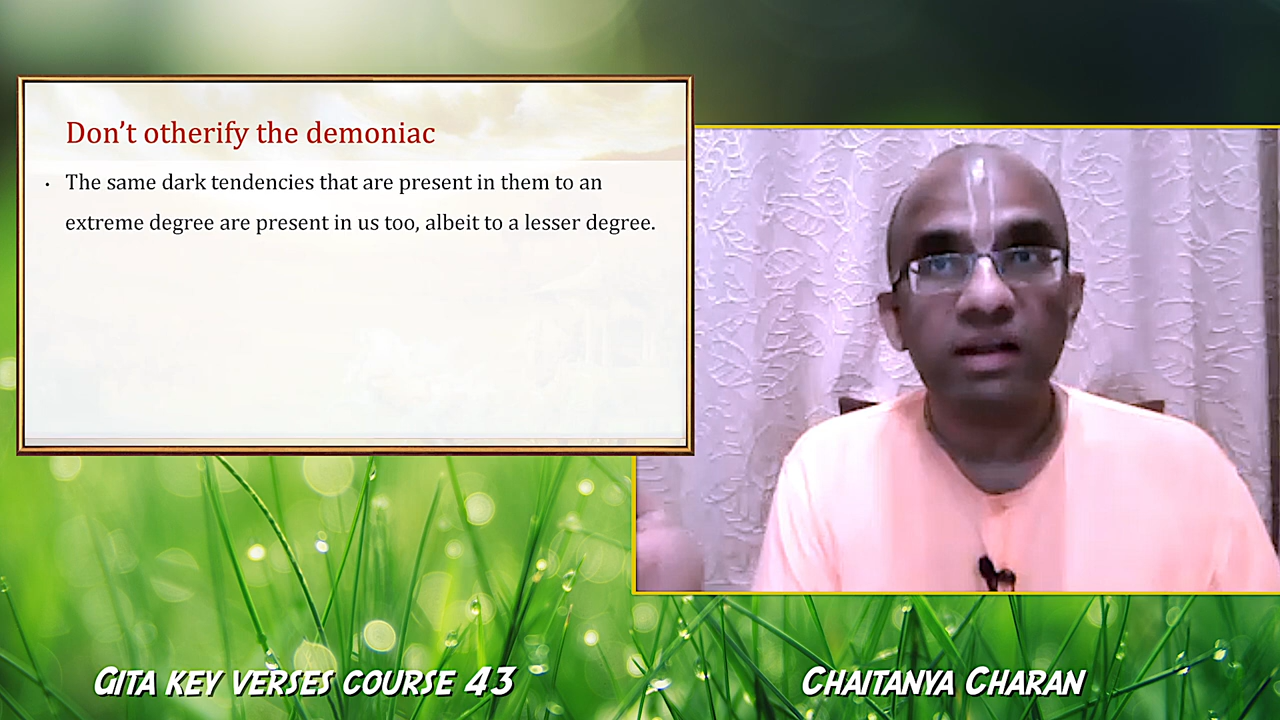 Don’t otherify the demoniac
• The same dark tendencies that are present in them to an
extreme degree are present in us too, albeit to a lesser degree.
GITA KEY VERSES COURSE 43
CHAITANYA CHARAN